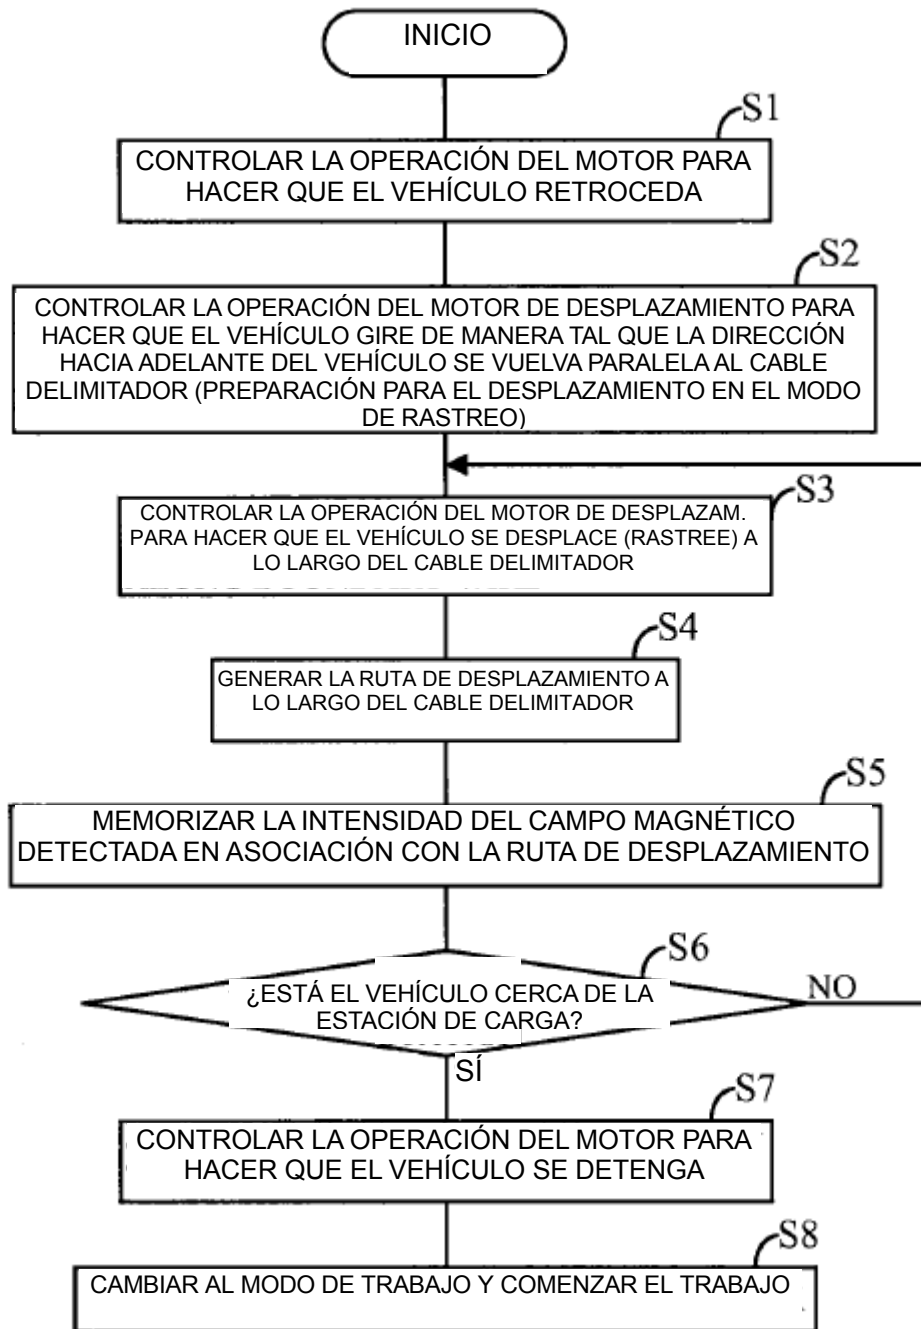 INICIO
S1
CONTROLAR LA OPERACIÓN DEL MOTOR PARA
HACER QUE EL VEHÍCULO RETROCEDA
S2
CONTROLAR LA OPERACIÓN DEL MOTOR DE DESPLAZAMIENTO PARA
HACER QUE EL VEHÍCULO GIRE DE MANERA TAL QUE LA DIRECCIÓN
HACIA ADELANTE DEL VEHÍCULO SE VUELVA PARALELA AL CABLE
DELIMITADOR (PREPARACIÓN PARA EL DESPLAZAMIENTO EN EL MODO
DE RASTREO)
S3
CONTROLAR LA OPERACIÓN DEL MOTOR DE DESPLAZAM.
PARA HACER QUE EL VEHÍCULO SE DESPLACE (RASTREE) A
LO LARGO DEL CABLE DELIMITADOR
S4
GENERAR LA RUTA DE DESPLAZAMIENTO A
LO LARGO DEL CABLE DELIMITADOR
S5
MEMORIZAR LA INTENSIDAD DEL CAMPO MAGNÉTICO
DETECTADA EN ASOCIACIÓN CON LA RUTA DE DESPLAZAMIENTO
S6
¿ESTÁ EL VEHÍCULO CERCA DE LA
ESTACIÓN DE CARGA?
NO
SÍ
S7
CONTROLAR LA OPERACIÓN DEL MOTOR PARA
HACER QUE EL VEHÍCULO SE DETENGA
S8
CAMBIAR AL MODO DE TRABAJO Y COMENZAR EL TRABAJO